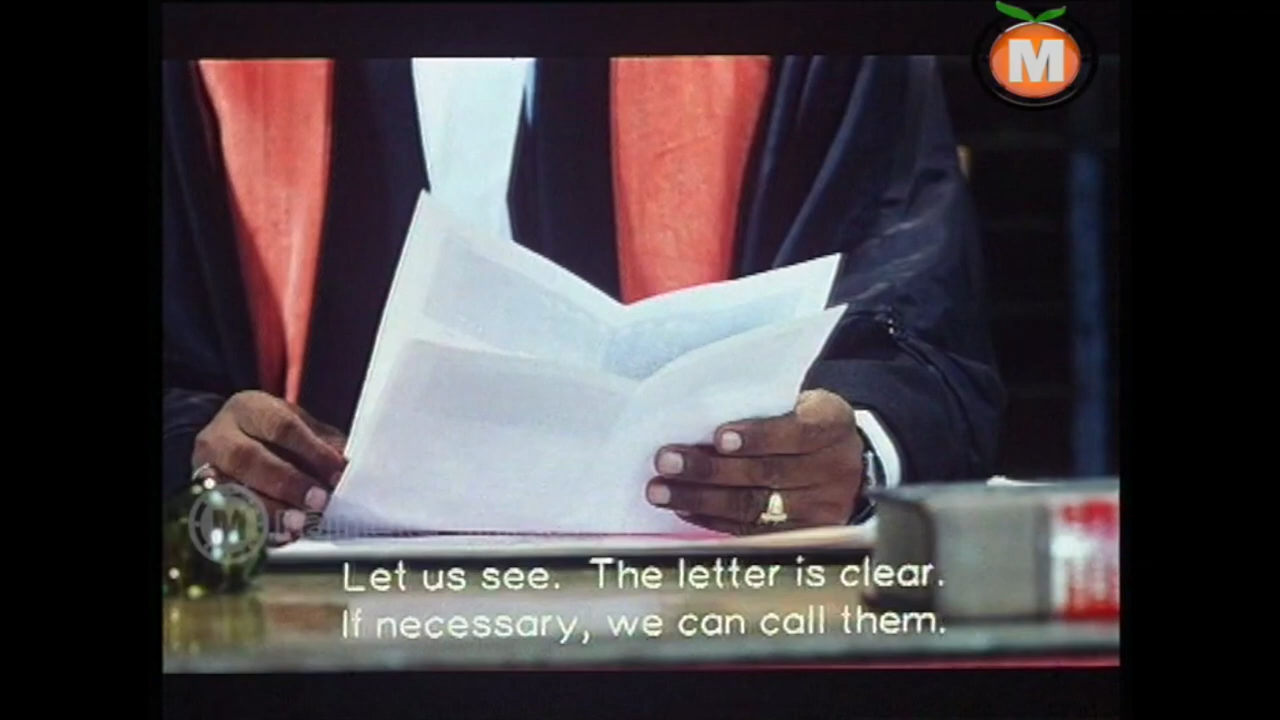 M
M
Let us see. The letter is clear.
If necessary, we can call them.